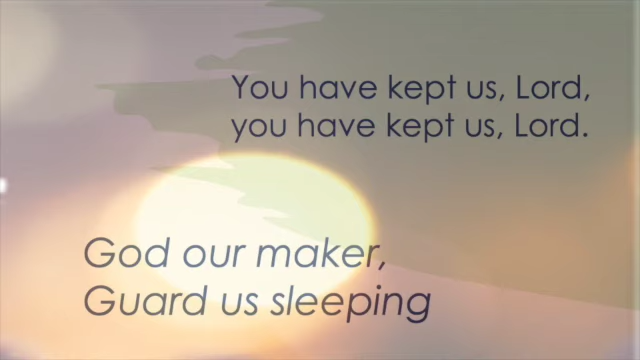 You have kept us, Lord,
you have kept us, Lord.
God our maker,
Guard us sleeping